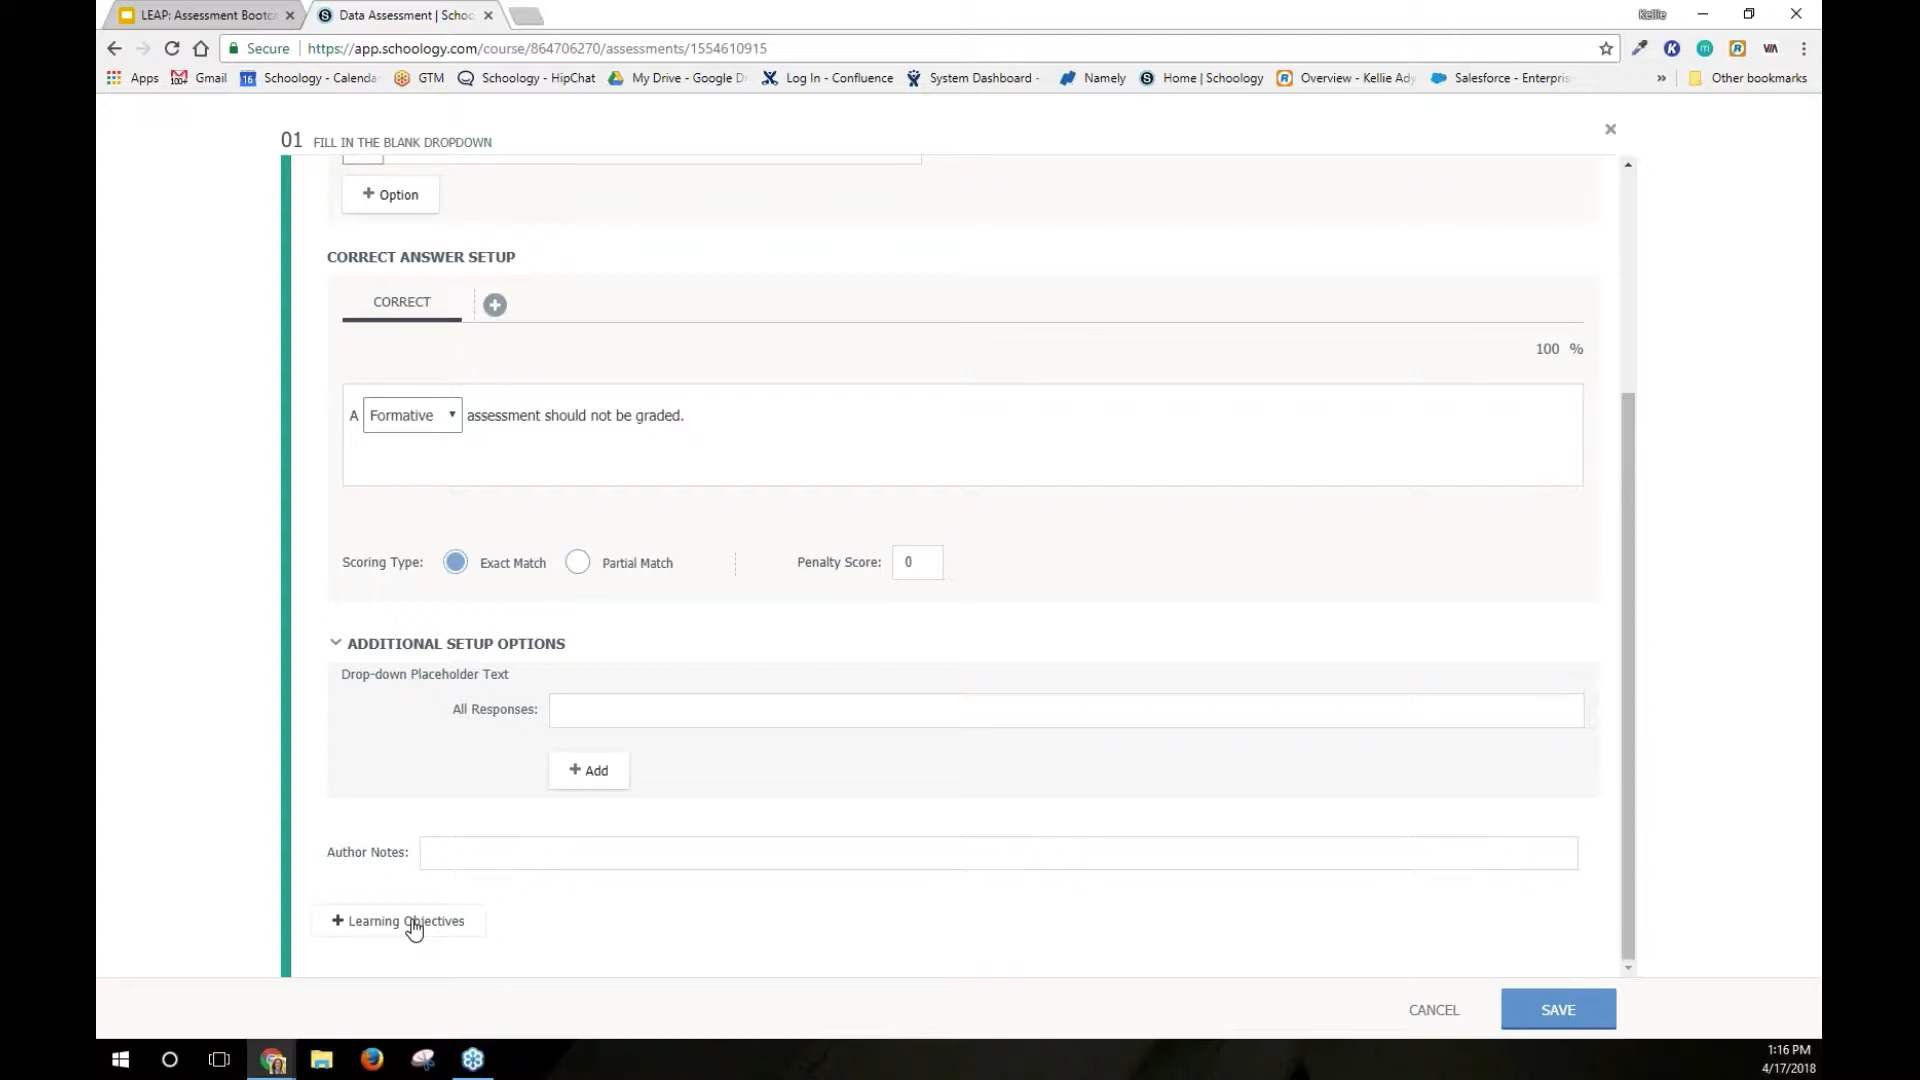 LEAP: Assessment Bootca
Data Assessment | Schoo
Kellie
Secure
https://app.schoology.com/course/864706270/assessments/1554610915
Apps
Gmail
Schoology - Calenda
GTM
Schoology - HipChat
My Drive - Google D
Log In - Confluence
System Dashboard -
Namely
Home | Schoology
Overview - Kellie Ady
Salesforce - Enterpris
»
Other bookmarks
01 FILL IN THE BLANK DROPDOWN
+ Option
CORRECT ANSWER SETUP
CORRECT
100 %
A Formative assessment should not be graded.
Scoring Type: Exact Match Partial Match Penalty Score: 0
ADDITIONAL SETUP OPTIONS
Drop-down Placeholder Text
All Responses:
+ Add
Author Notes:
+ Learning Objectives
CANCEL
SAVE
1:16 PM
4/17/2018